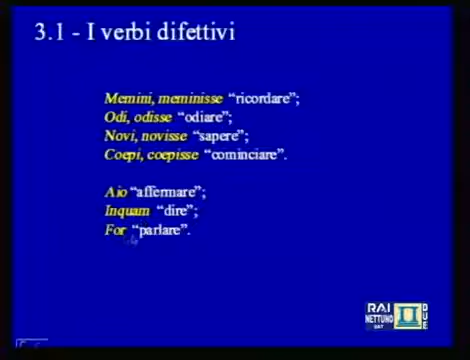 3.1 - I verbi difettivi
Memini, meminisse “ricordare”;
Odi, odisse “odiare”;
Novi, novisse “sapere”;
Coepi, coepisse “cominciare”.
Aio “affermare”;
Inquam “dire”;
For “parlare”.
RAI
NETTUNO
SAT
DUE